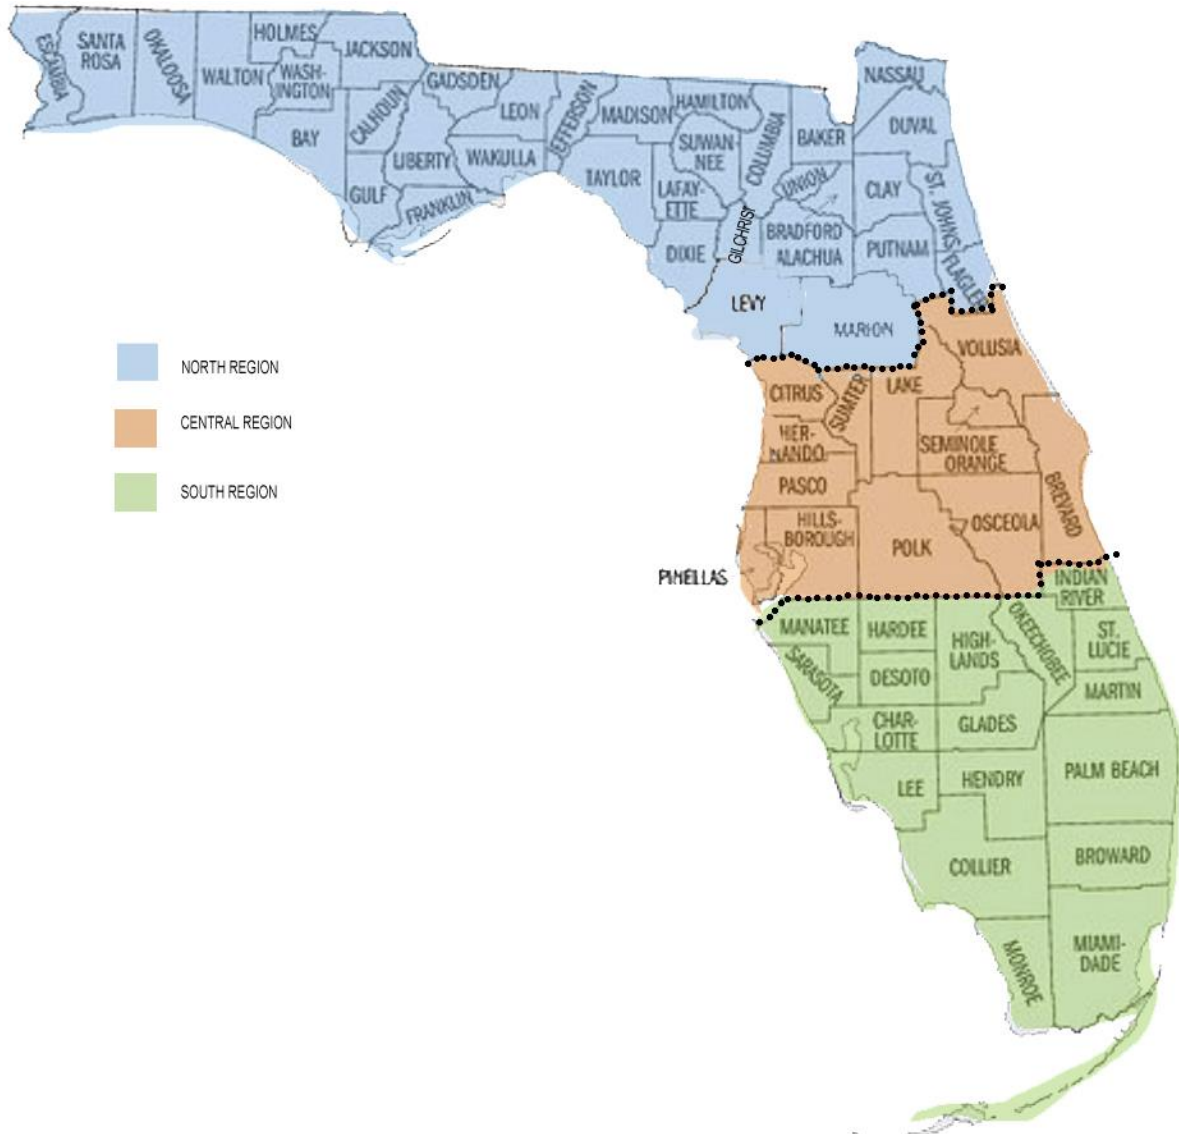 HOLMES
SANTA
ROSA
ESCAMBIA
OKALOOSA
WALTON
WASH-
INGTON
JACKSON
GADSDEN
LEON
JEFFERSON
MADISON
HAMILTON
NASSAU
DUVAL
BAKER
COLUMBIA
SUWAN-
NEE
BAY
CALHOUN
LIBERTY
WAKULLA
TAYLOR
LAFAY-
ETTE
UNION
CLAY
ST. JOHNS
GULF
FRANKLIN
DIXIE
GILCHRIST
BRADFORD
ALACHUA
PUTNAM
FLAGLER
LEVY
MARION
NORTH REGION
CENTRAL REGION
SOUTH REGION
VOLUSIA
CITRUS
SUMTER
LAKE
HER-
NANDO
SEMINOLE
ORANGE
PASCO
BREVARD
HILLS-
BOROUGH
POLK
OSCEOLA
PINELLAS
INDIAN
RIVER
MANATEE
HARDEE
HIGH-
LANDS
OKEECHOBEE
ST.
LUCIE
SARASOTA
DESOTO
MARTIN
CHAR-
LOTTE
GLADES
LEE
HENDRY
PALM BEACH
COLLIER
BROWARD
MONROE
MIAMI-
DADE